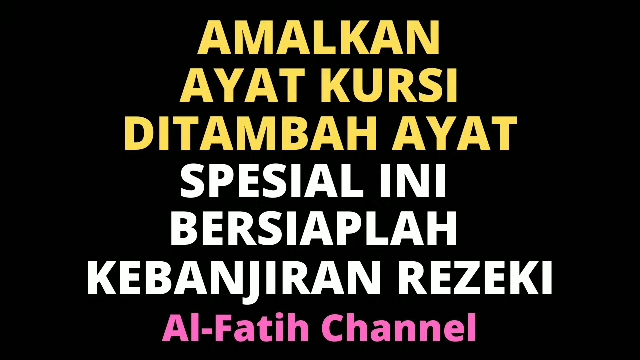 AMALKAN
AYAT KURSI
DITAMBAH AYAT
SPESIAL INI
BERSIAPLAH
KEBANJIRAN REZEKI
Al-Fatih Channel